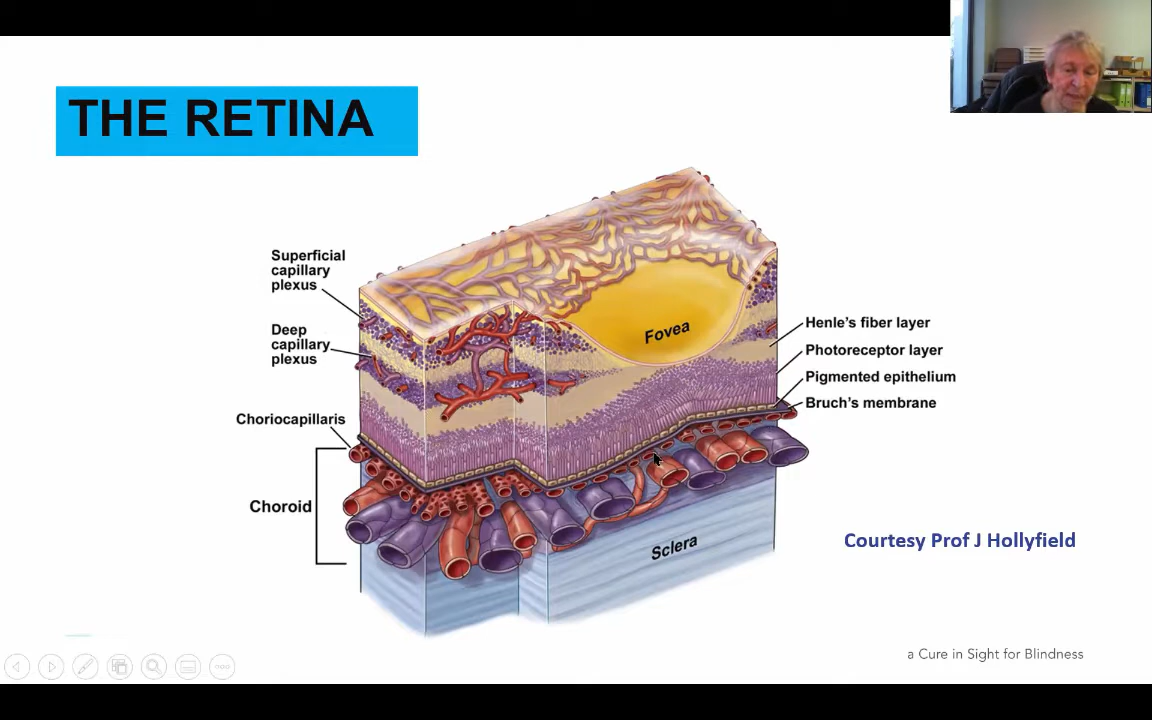 THE RETINA
Superficial
capillary
plexus
Deep
capillary
plexus
Choriocapillaris
Choroid
Fovea
Sclera
Henle's fiber layer
Photoreceptor layer
Pigmented epithelium
Bruch's membrane
Courtesy Prof J Hollyfield
a Cure in Sight for Blindness